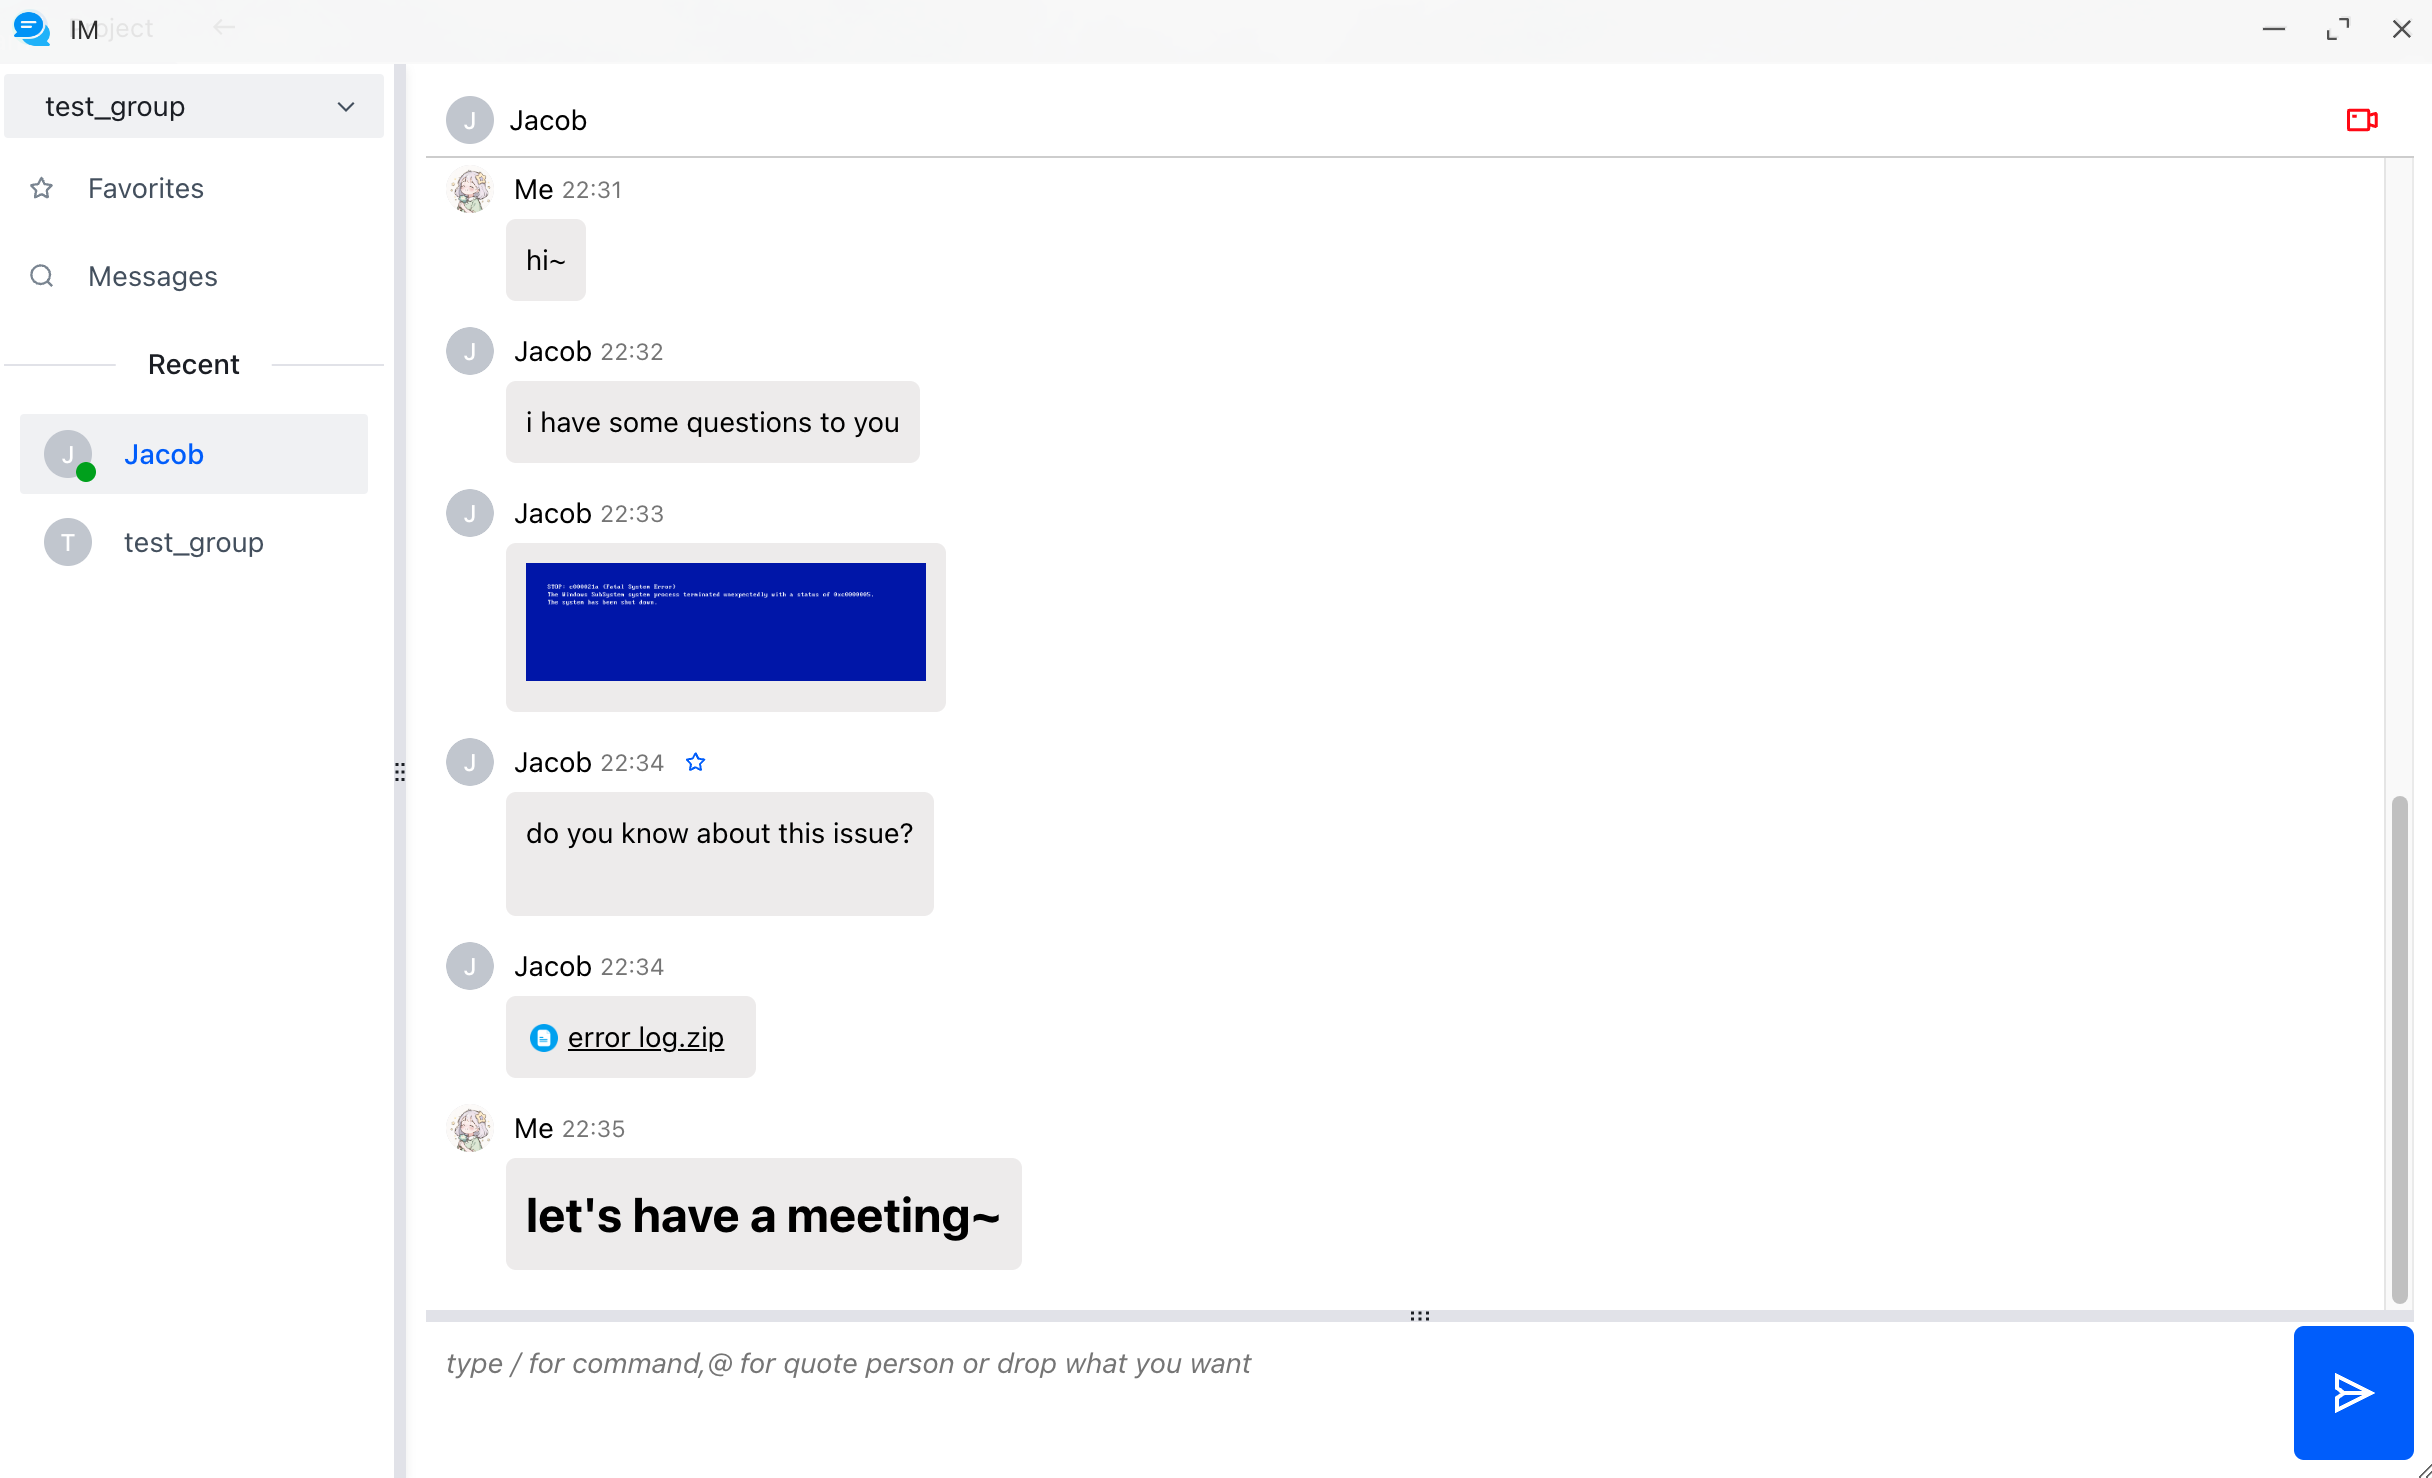 IM
oject
test_group
Favorites
Messages
Recent
J
Jacob
T
test_group
J
Jacob
Me 22:31
hi~
J
Jacob 22:32
i have some questions to you
J
Jacob 22:33
STOP: c000021a (Fatal System Error)
The Windows SubSystem system process terminated unexpectedly with a status of 0xc0000005.
The system has been shut down.
J
Jacob 22:34
do you know about this issue?
J
Jacob 22:34
error log.zip
Me 22:35
let's have a meeting~
type / for command,@ for quote person or drop what you want